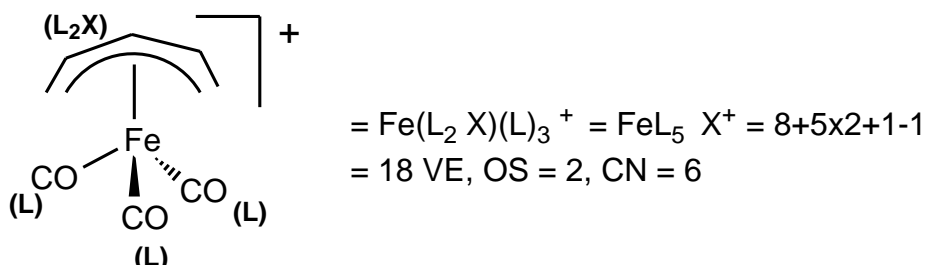 (L₂X)
+
Fe
CO
(L)
CO
(L)
CO
(L)
= Fe(L₂ X)(L)₃ ⁺ = FeL₅ X⁺ = 8+5x2+1-1
= 18 VE, OS = 2, CN = 6